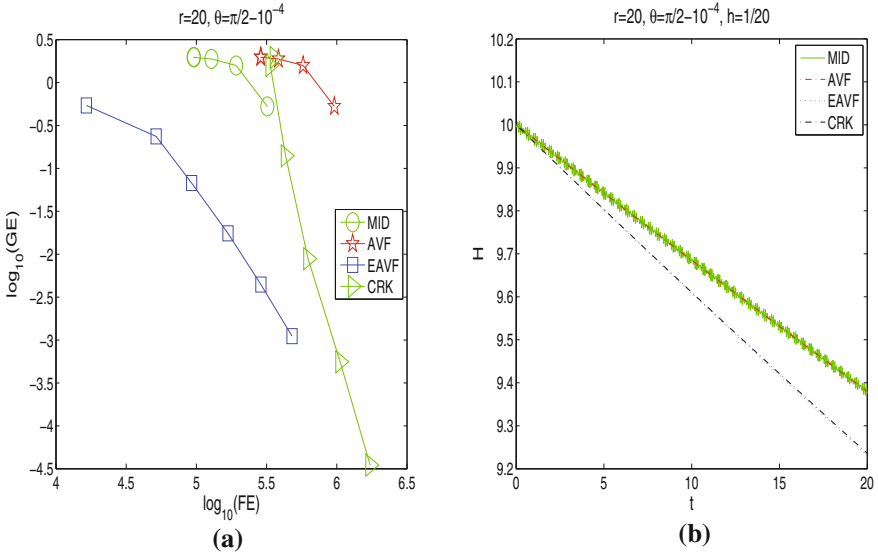 r=20, θ=π/2−10⁻⁴
0.5
0
−0.5
−1
−1.5
−2
−2.5
−3
−3.5
−4
−4.5
log₁₀(GE)
MID
AVF
EAVF
CRK
4
4.5
5
5.5
6
6.5
log₁₀(FE)
(a)
r=20, θ=π/2−10⁻⁴, h=1/20
10.2
10.1
10
9.9
9.8
9.7
9.6
9.5
9.4
9.3
9.2
H
MID
AVF
EAVF
CRK
0
5
10
15
20
t
(b)